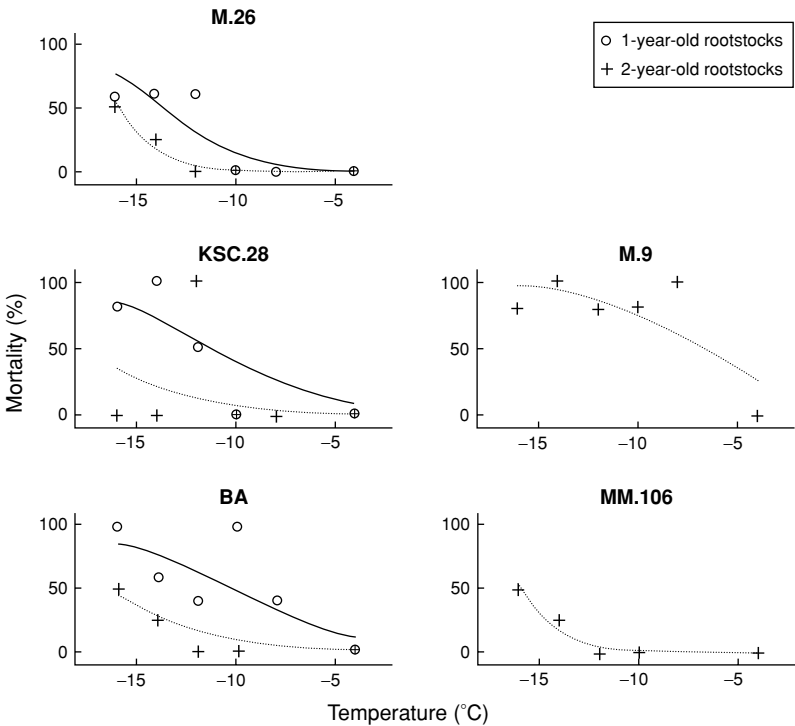 M.26
1-year-old rootstocks
2-year-old rootstocks
100
50
0
−15 −10 −5
KSC.28
M.9
100
50
0
−15 −10 −5
100
50
0
−15 −10 −5
Mortality (%)
BA
MM.106
100
50
0
−15 −10 −5
100
50
0
−15 −10 −5
Temperature (°C)